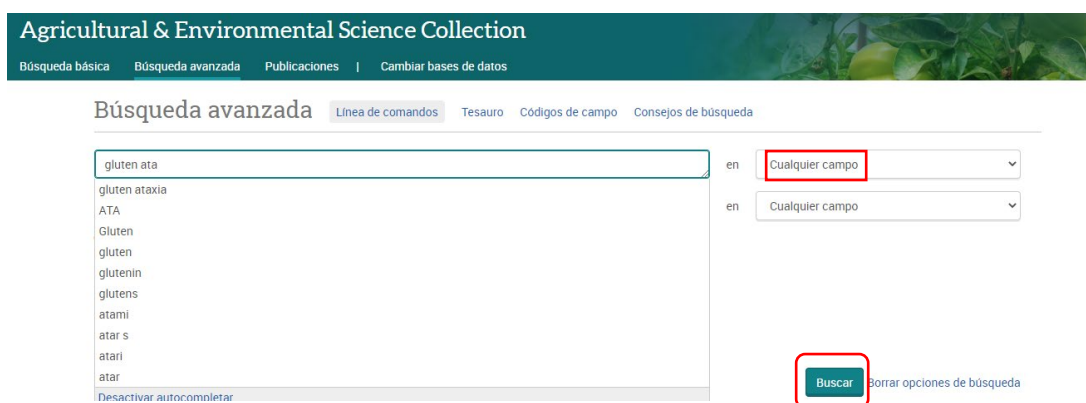 Agricultural & Environmental Science Collection
Búsqueda básica Búsqueda avanzada Publicaciones | Cambiar bases de datos
Búsqueda avanzada Línea de comandos Tesauro Códigos de campo Consejos de búsqueda
gluten ata en Cualquier campo
gluten ataxia
ATA en Cualquier campo
Gluten
gluten
glutenin
glutens
atami
atar s
atari
atar
Buscar Borrar opciones de búsqueda
Desactivar autocompletar